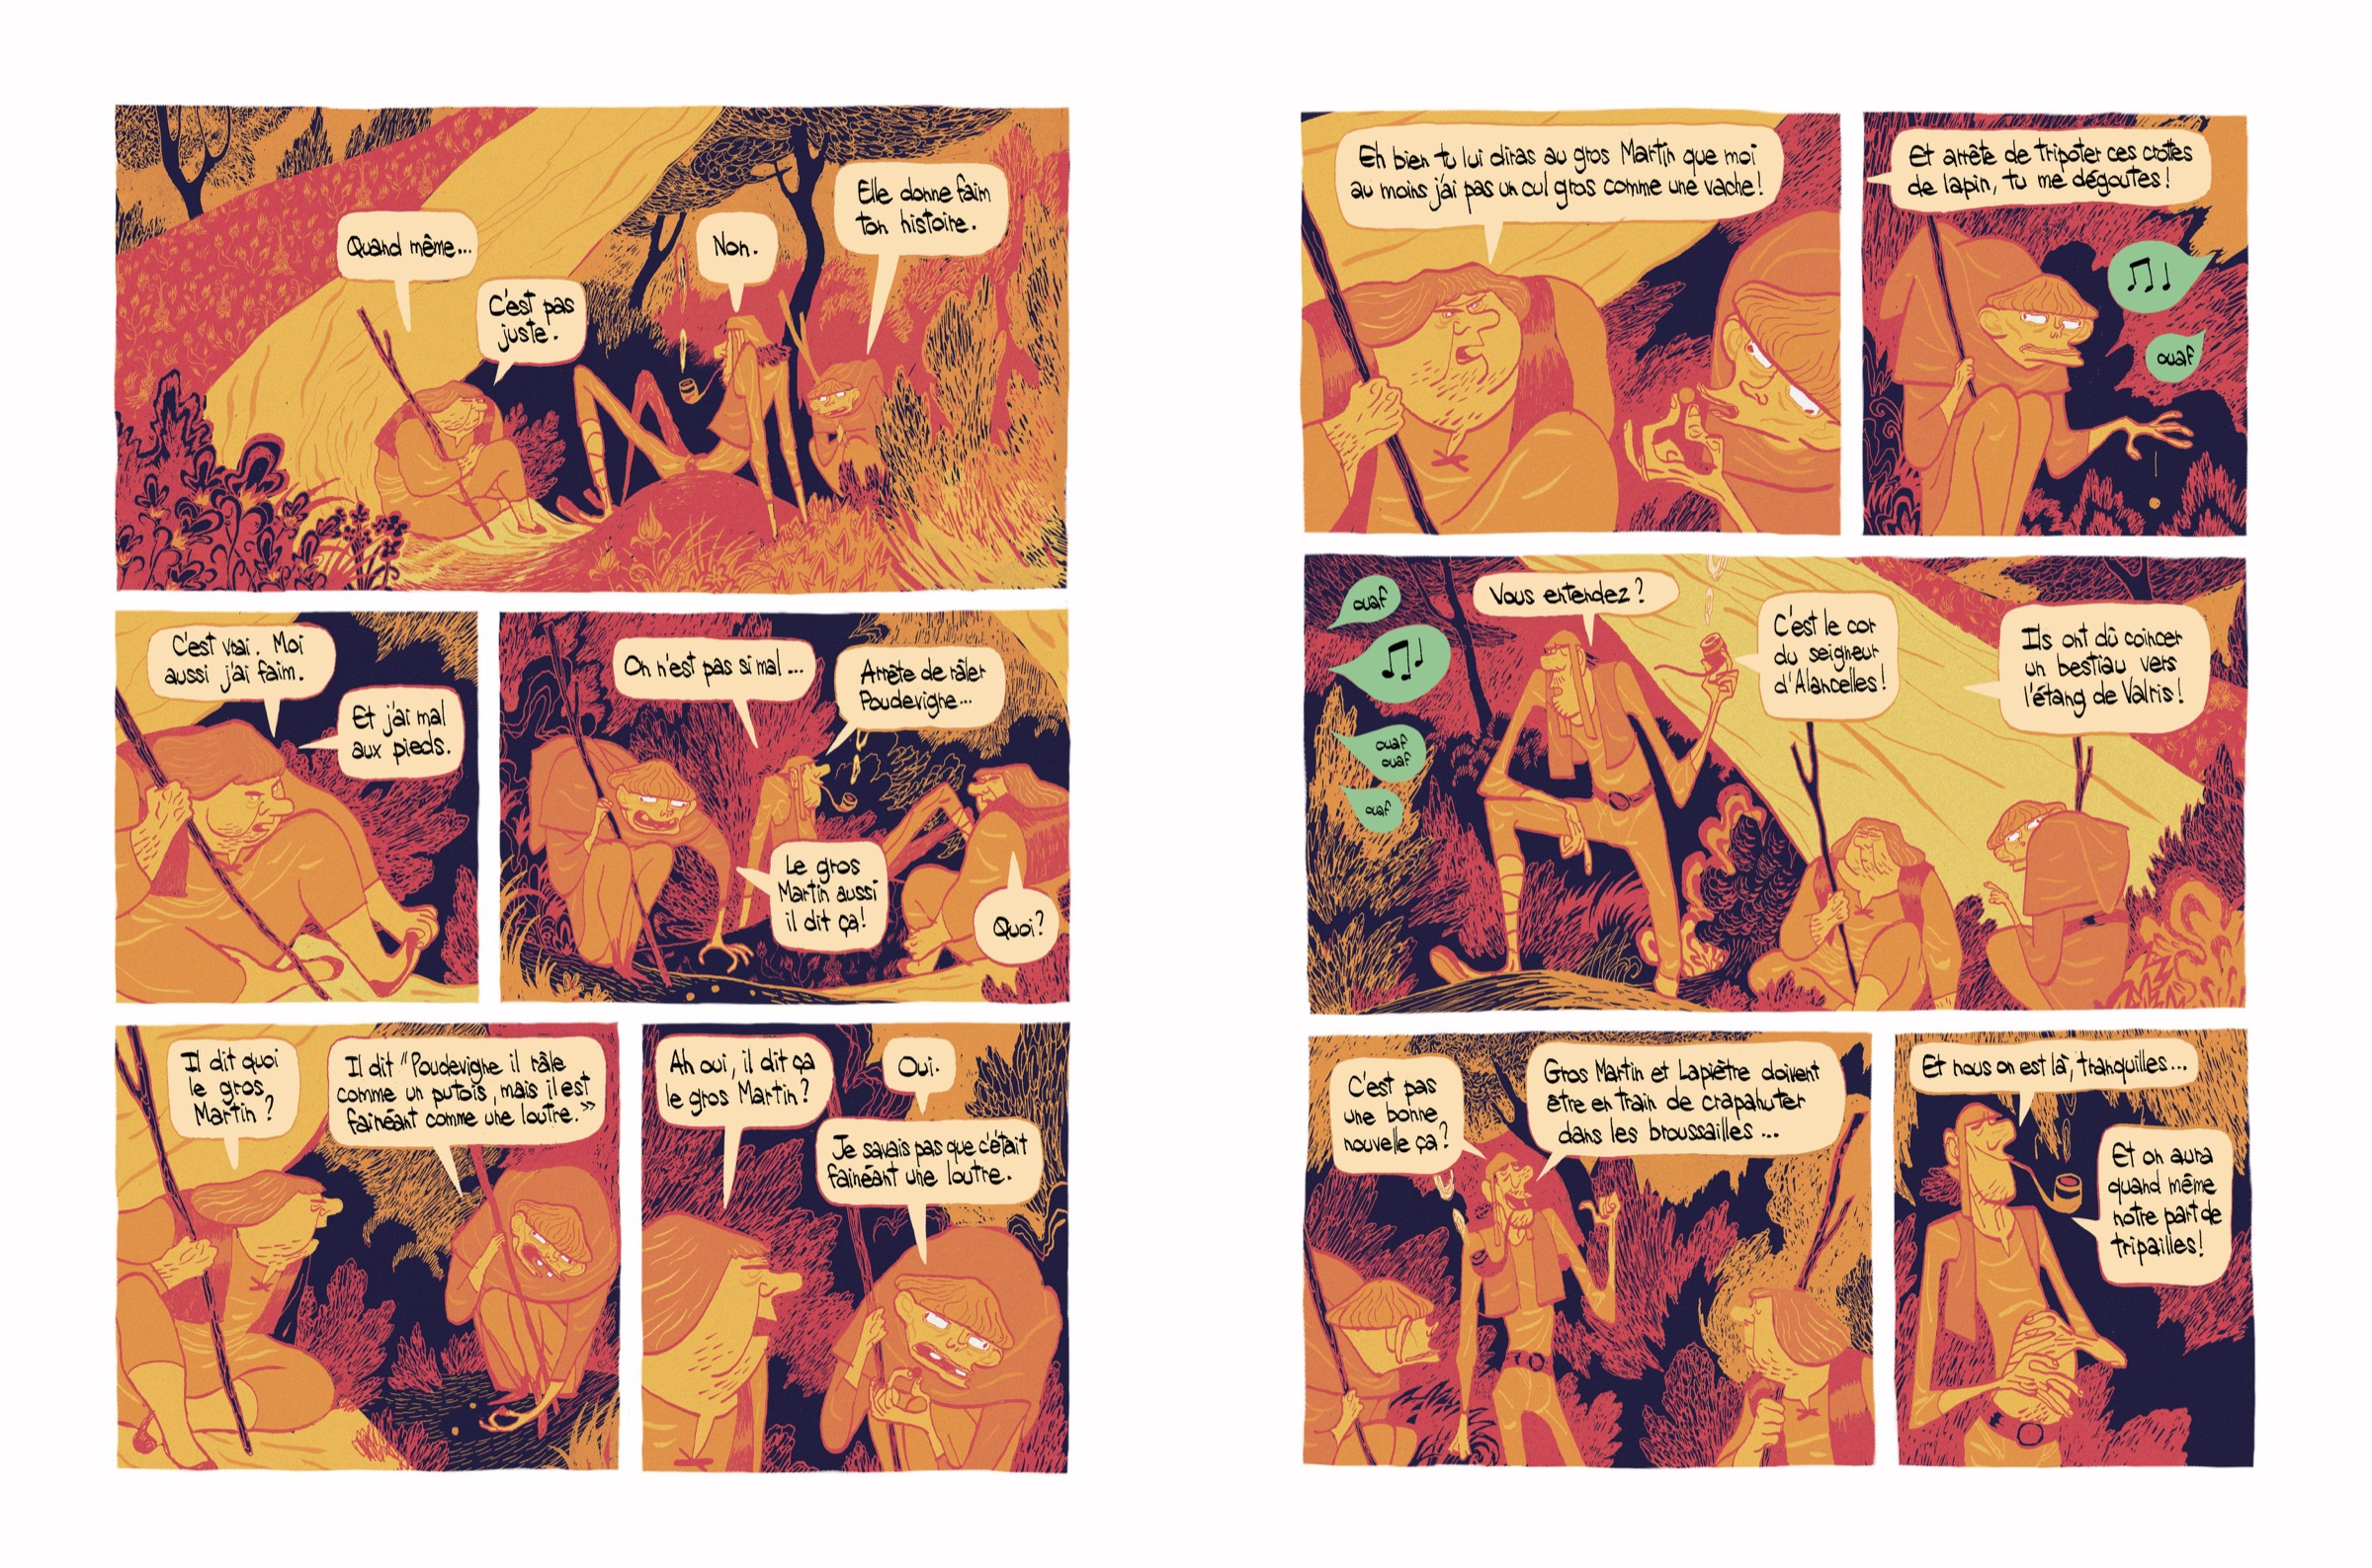 Quand même...
C'est pas
juste.
Non.
Elle donne faim
ton histoire.
C'est vrai. Moi
aussi j'ai faim.
Et j'ai mal
aux pieds.
On n'est pas si mal...
Arrête de râler
Poudevigne...
Le gros
Martin aussi
il dit ça!
Quoi?
Il dit quoi
le gros
Martin?
Il dit "Poudevigne il râle
comme un putois, mais il est
fainéant comme une loutre."
Ah oui, il dit ça
le gros Martin?
Oui.
Je savais pas que c'était
fainéant une loutre.
Eh bien tu lui diras au gros Martin que moi
au moins j'ai pas un cul gros comme une vache!
Et arrête de tripoter ces crottes
de lapin, tu me dégoutes!
ouaf
ouaf
ouaf
ouaf
ouaf
Vous entendez?
C'est le cor
du seigneur
d'Alancelles!
Ils ont dû coincer
un bestiau vers
l'étang de Valris!
C'est pas
une bonne
nouvelle ça?
Gros Martin et Lapiètre doivent
être en train de crapahuter
dans les broussailles...
Et nous on est là, tranquilles...
Et on aura
quand même
notre part de
tripailles!